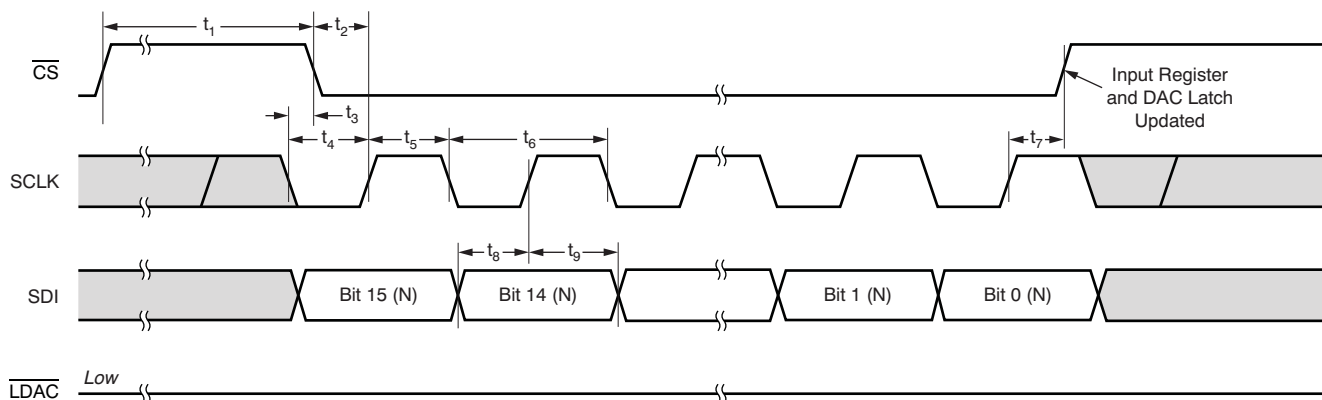 t1
t2
CS
Input Register
and DAC Latch
Updated
t3
t4
t5
t6
t7
SCLK
t8
t9
SDI
Bit 15 (N)
Bit 14 (N)
Bit 1 (N)
Bit 0 (N)
LDAC
Low